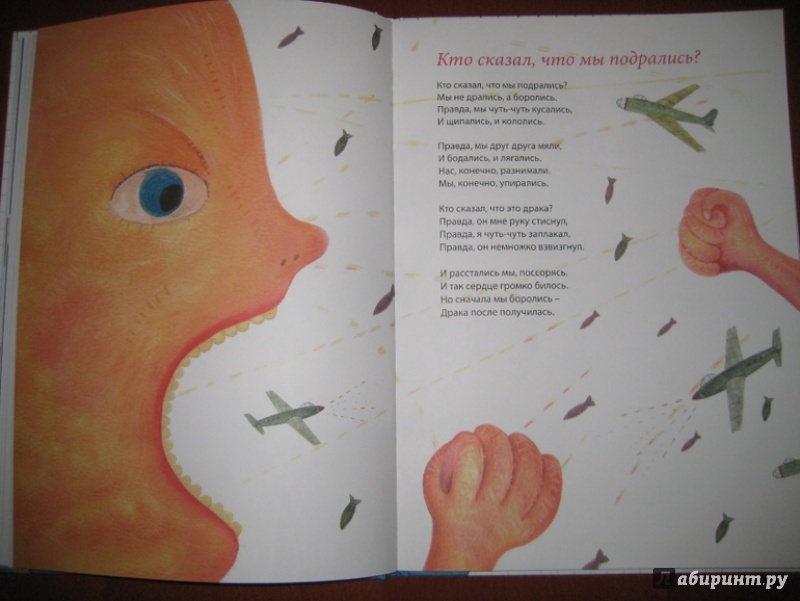 Кто сказал, что мы подрались?
Кто сказал, что мы подрались?
Мы не дрались, а боролись.
Правда, мы чуть-чуть кусались,
И щипались, и кололись.
Правда, мы друг друга мяли,
И бодались, и лягались.
Нас, конечно, разнимали.
Мы, конечно, упирались.
Кто сказал, что это драка?
Правда, он мне руку стиснул,
Правда, я чуть-чуть заплакал,
Правда, он немножко взвизгнул.
И расстались мы, поссорясь.
И так сердце громко билось.
Но сначала мы боролись –
Драка после получилась.
Лабиринт.ру